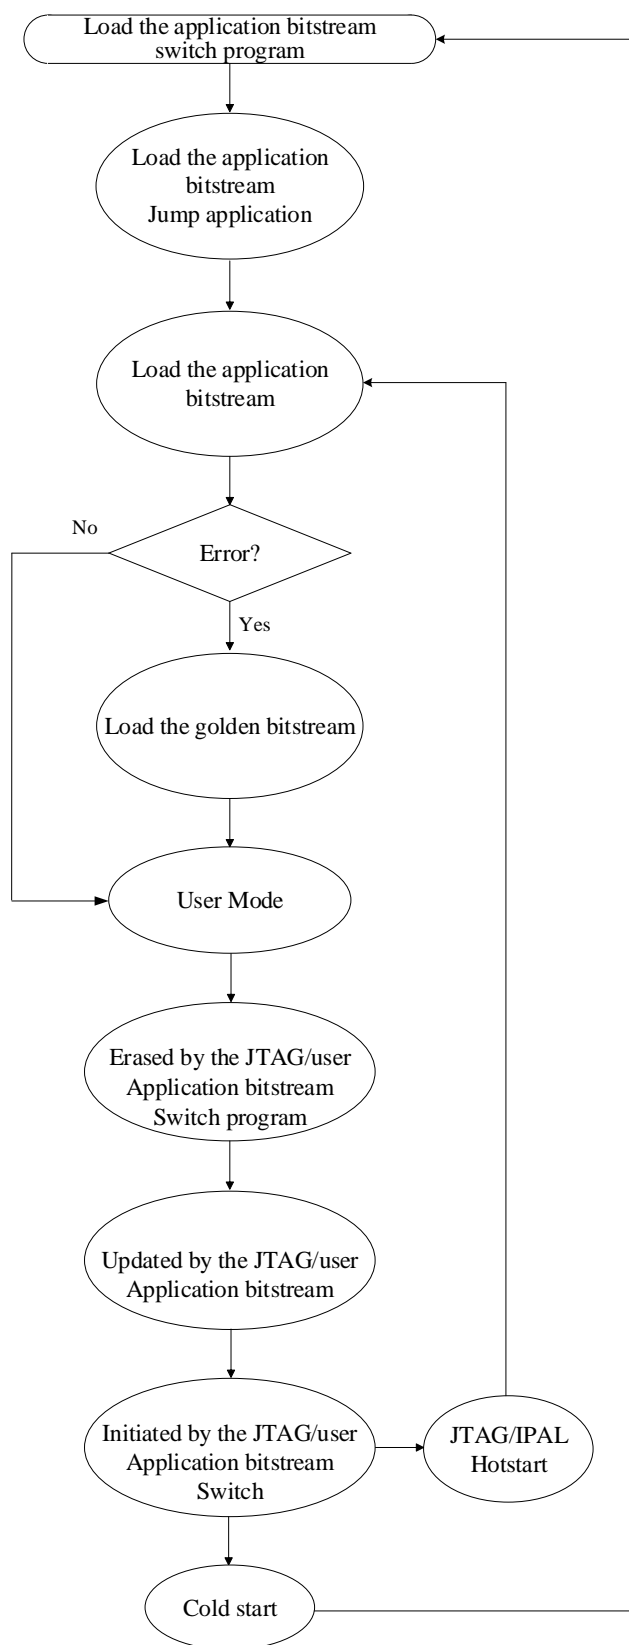 Load the application bitstream
switch program
Load the application
bitstream
Jump application
Load the application
bitstream
No
Error?
Yes
Load the golden bitstream
User Mode
Erased by the JTAG/user
Application bitstream
Switch program
Updated by the JTAG/user
Application bitstream
Initiated by the JTAG/user
Application bitstream
Switch
JTAG/IPAL
Hotstart
Cold start